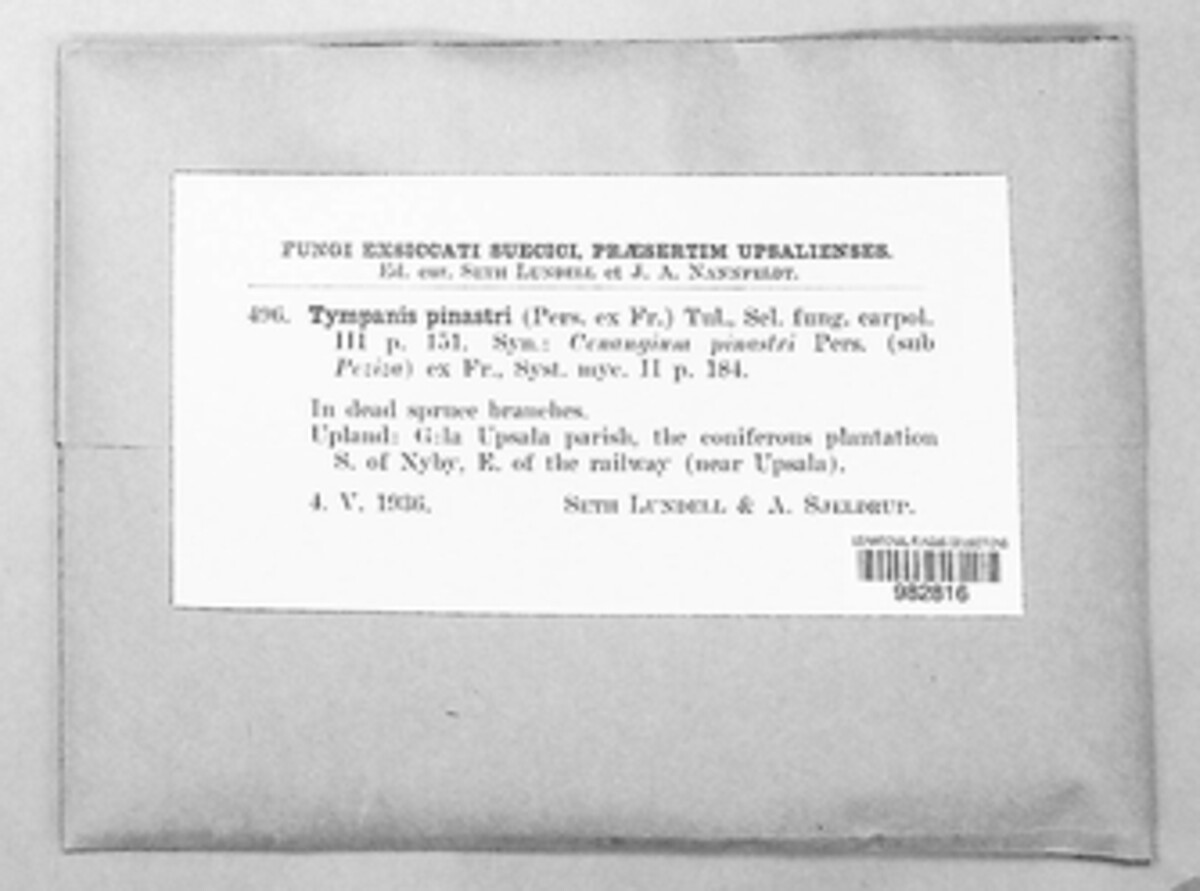 FUNGI EXSICCATI SUECICI, PRÆSERTIM UPSALIENSES.
Ed. cur. SETH LUNDELL et J. A. NANNFELDT.
496. Tympanis pinastri (Pers. ex Fr.) Tul., Sel. fung. carpol.
III p. 151. Syn.: Cenangium pinastri Pers. (sub
Peziza) ex Fr., Syst. myc. II p. 184.
In dead spruce branches.
Upland: G:la Upsala parish, the coniferous plantation
S. of Nyby, E. of the railway (near Upsala).
4. V. 1936. SETH LUNDELL & A. SJELDRUP.
982816